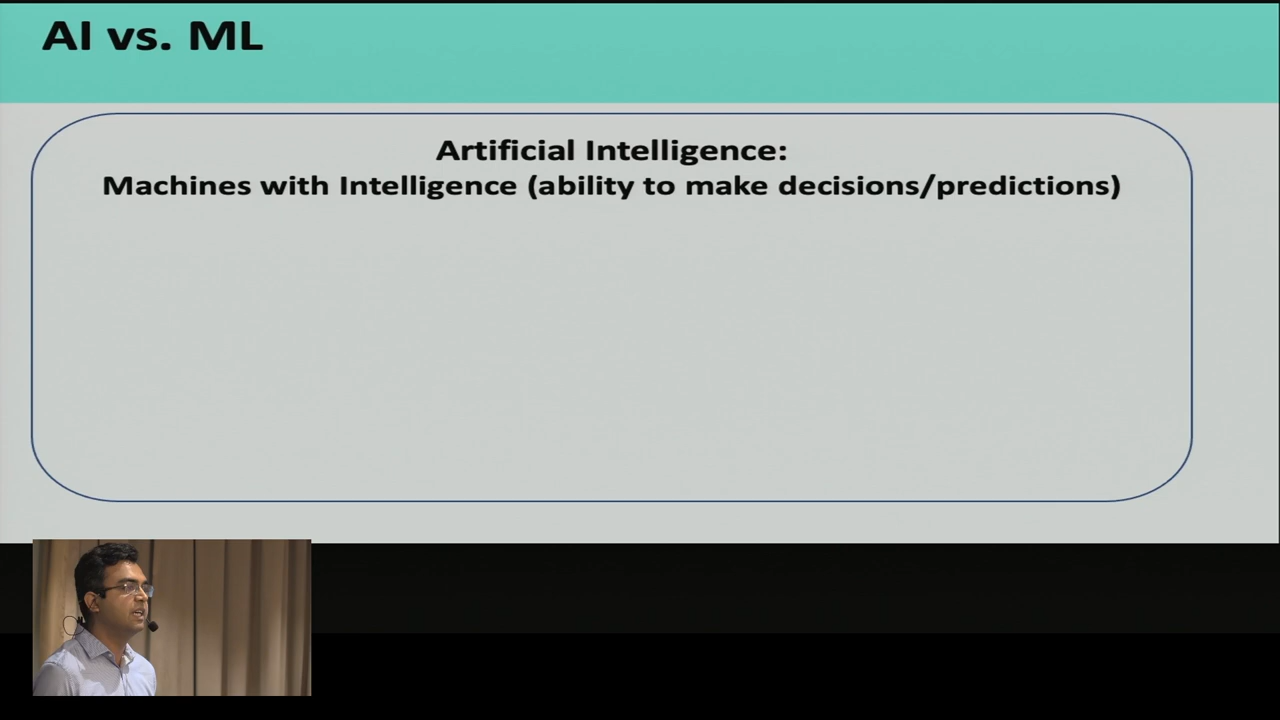 AI vs. ML
Artificial Intelligence:
Machines with Intelligence (ability to make decisions/predictions)